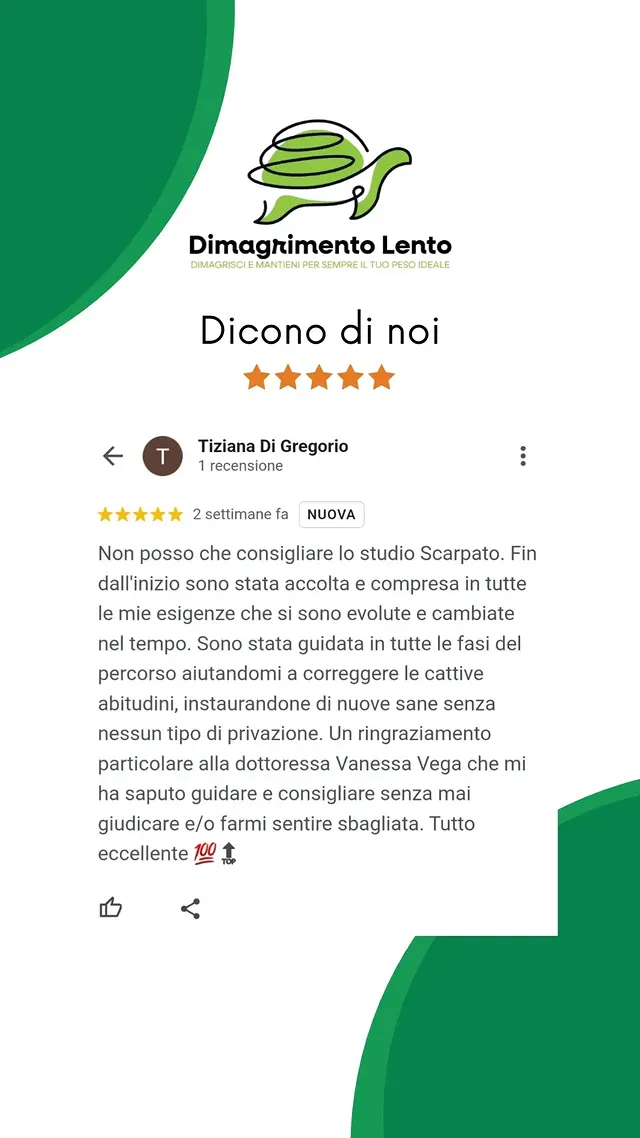 Dimagrimento Lento
DIMAGRISCI E MANTIENI PER SEMPRE IL TUO PESO IDEALE
Dicono di noi
T
Tiziana Di Gregorio
1 recensione
2 settimane fa NUOVA
Non posso che consigliare lo studio Scarpato. Fin
dall'inizio sono stata accolta e compresa in tutte
le mie esigenze che si sono evolute e cambiate
nel tempo. Sono stata guidata in tutte le fasi del
percorso aiutandomi a correggere le cattive
abitudini, instaurandone di nuove sane senza
nessun tipo di privazione. Un ringraziamento
particolare alla dottoressa Vanessa Vega che mi
ha saputo guidare e consigliare senza mai
giudicare e/o farmi sentire sbagliata. Tutto
eccellente 💯🔝